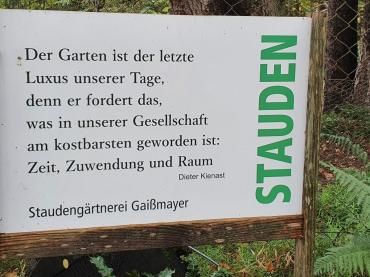 Der Garten ist der letzte
Luxus unserer Tage,
denn er fordert das,
was in unserer Gesellschaft
am kostbarsten geworden ist:
Zeit, Zuwendung und Raum
Dieter Kienast
Staudengärtnerei Gaißmayer
STAUDEN